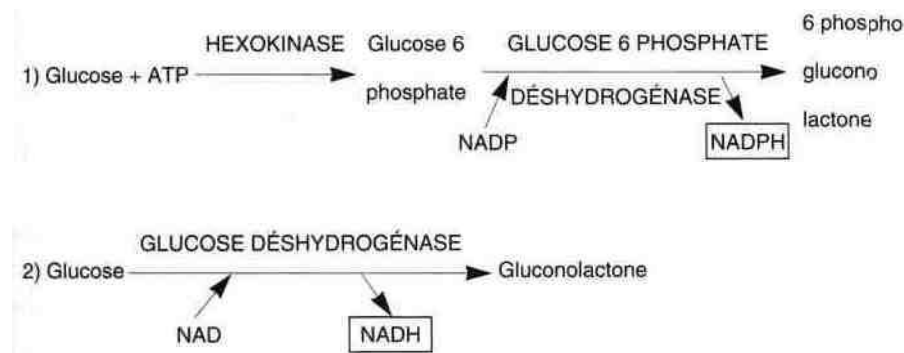 HEXOKINASE Glucose 6 GLUCOSE 6 PHOSPHATE 6 phospho
1) Glucose + ATP glucono
phosphate DÉSHYDROGÉNASE lactone
NADP NADPH
GLUCOSE DÉSHYDROGÉNASE
2) Glucose Gluconolactone
NAD NADH